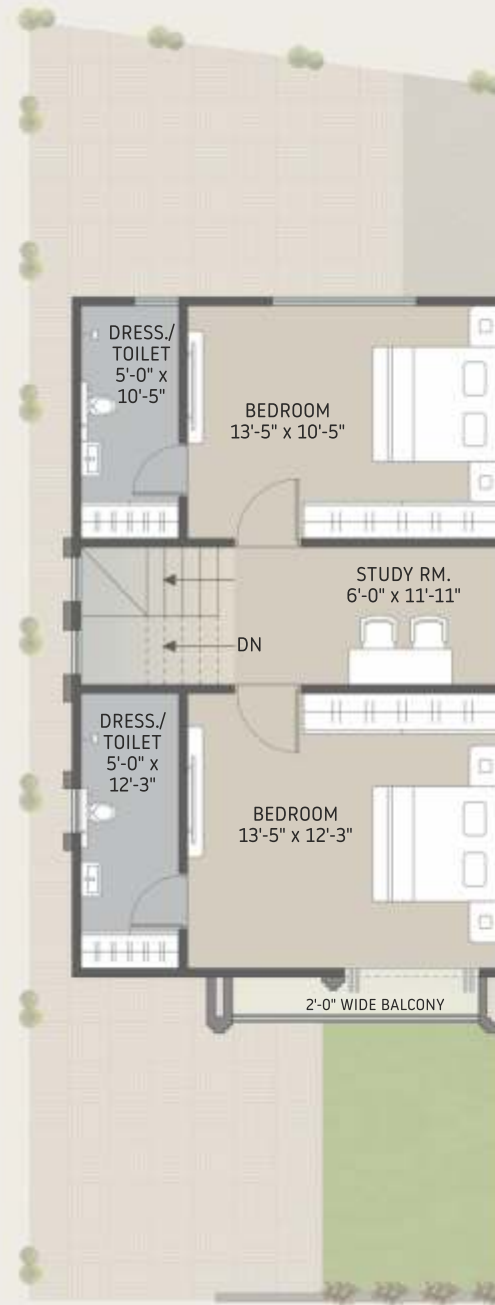 DRESS./
TOILET
5'-0" x
10'-5"
BEDROOM
13'-5" x 10'-5"
STUDY RM.
6'-0" x 11'-11"
DN
DRESS./
TOILET
5'-0" x
12'-3"
BEDROOM
13'-5" x 12'-3"
2'-0" WIDE BALCONY